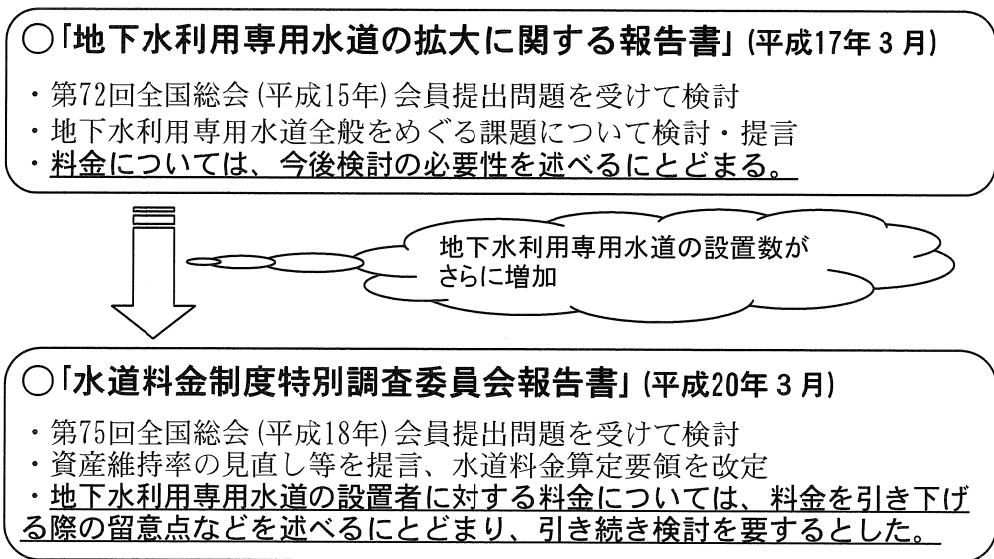 ○「地下水利用専用水道の拡大に関する報告書」(平成17年3月)
・第72回全国総会(平成15年)会員提出問題を受けて検討
・地下水利用専用水道全般をめぐる課題について検討・提言
・料金については、今後検討の必要性を述べるにとどまる。
地下水利用専用水道の設置数が
さらに増加
○「水道料金制度特別調査委員会報告書」(平成20年3月)
・第75回全国総会(平成18年)会員提出問題を受けて検討
・資産維持率の見直し等を提言、水道料金算定要領を改定
・地下水利用専用水道の設置者に対する料金については、料金を引き下げ
る際の留意点などを述べるにとどまり、引き続き検討を要するとした。